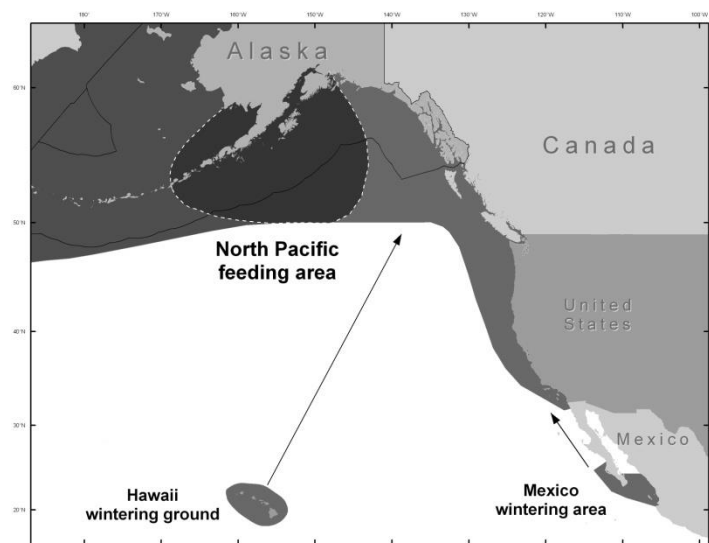 180° 170°W 160°W 150°W 140°W 130°W 120°W 110°W 100°W
Alaska
60°N
Canada
50°N
North Pacific
feeding area
United
States
40°N
30°N
Mexico
Hawaii
wintering ground
Mexico
wintering area
20°N